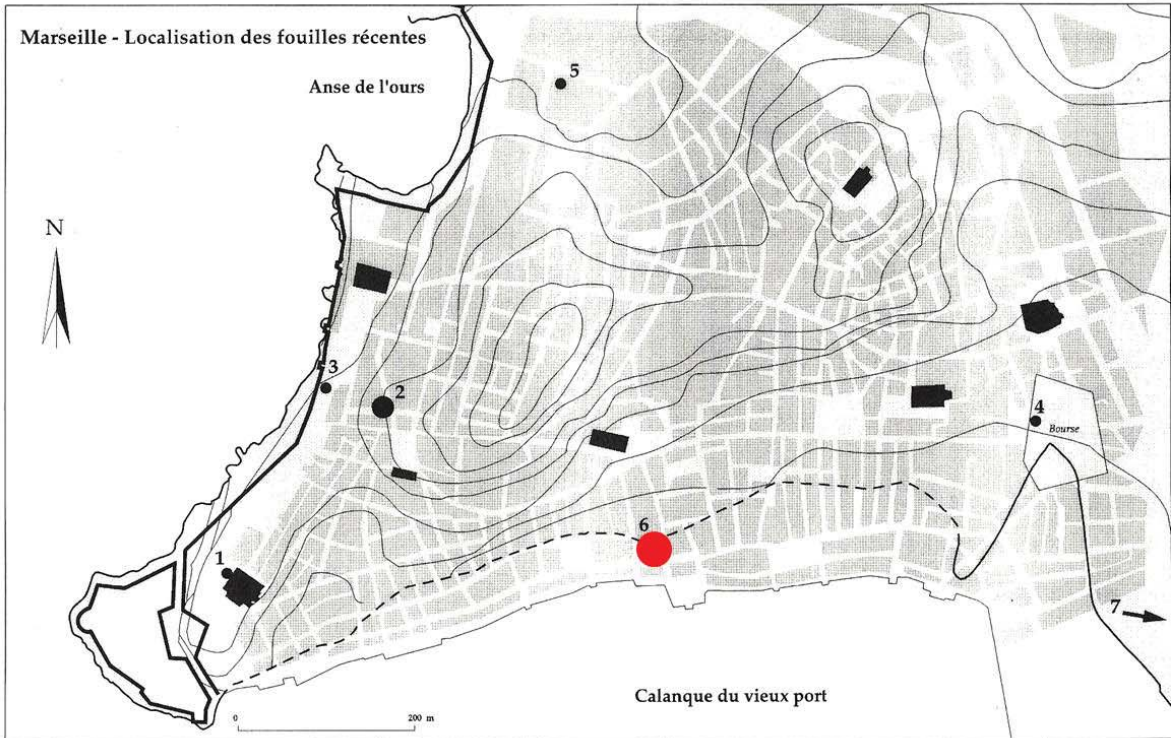 Marseille - Localisation des fouilles récentes
Anse de l'ours
5
N
3
2
4
Bourse
6
1
7
Calanque du vieux port
0
200 m